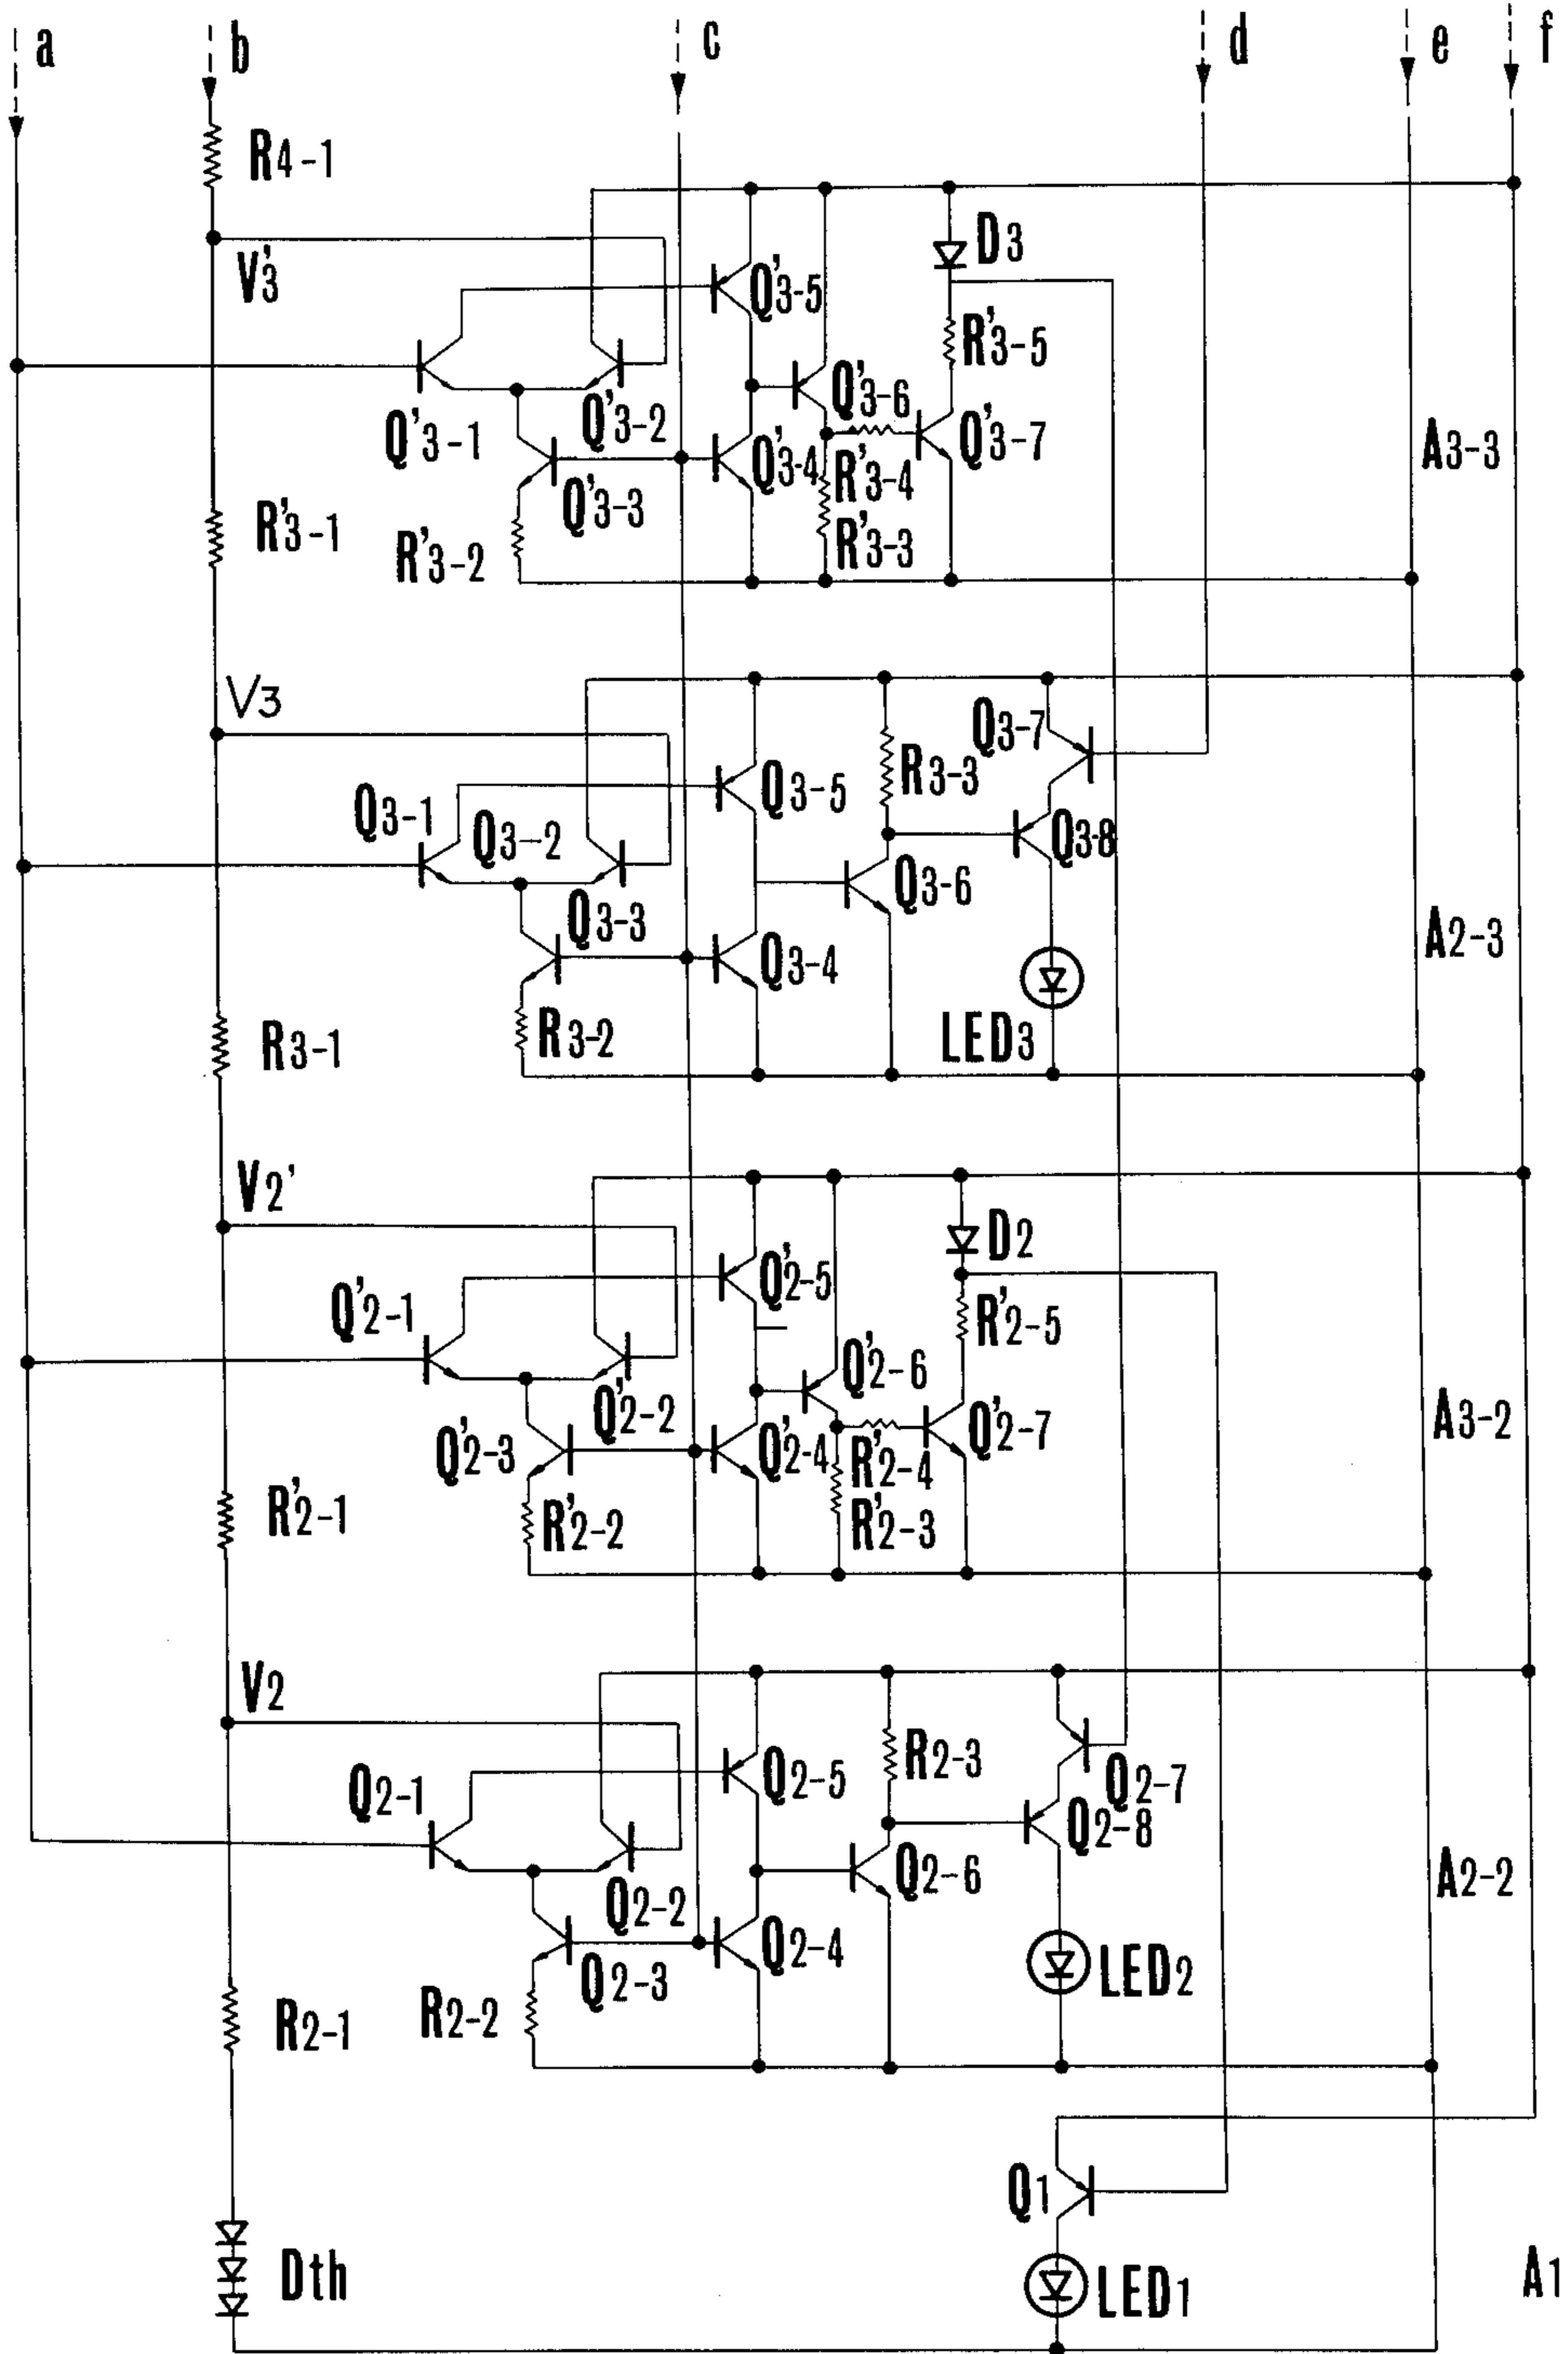 a b c d e f
R4-1
V'3
D3
Q'3-5
R'3-5
Q'3-6
Q'3-1
Q'3-2
Q'3-4
Q'3-7
A3-3
R'3-4
Q'3-3
R'3-1
R'3-2
R'3-3
V3
Q3-7
R3-3
Q3-5
Q3-1
Q3-2
Q3-8
Q3-6
Q3-3
A2-3
Q3-4
R3-1
R3-2
LED3
V2'
D2
Q'2-5
Q'2-1
R'2-5
Q'2-6
Q'2-2
Q'2-7
A3-2
Q'2-3
Q'2-4
R'2-4
R'2-1
R'2-2
R'2-3
V2
R2-3
Q2-5
Q2-1
Q2-7
Q2-8
Q2-6
A2-2
Q2-2
Q2-4
Q2-3
LED2
R2-1
R2-2
Q1
Dth
LED1
A1